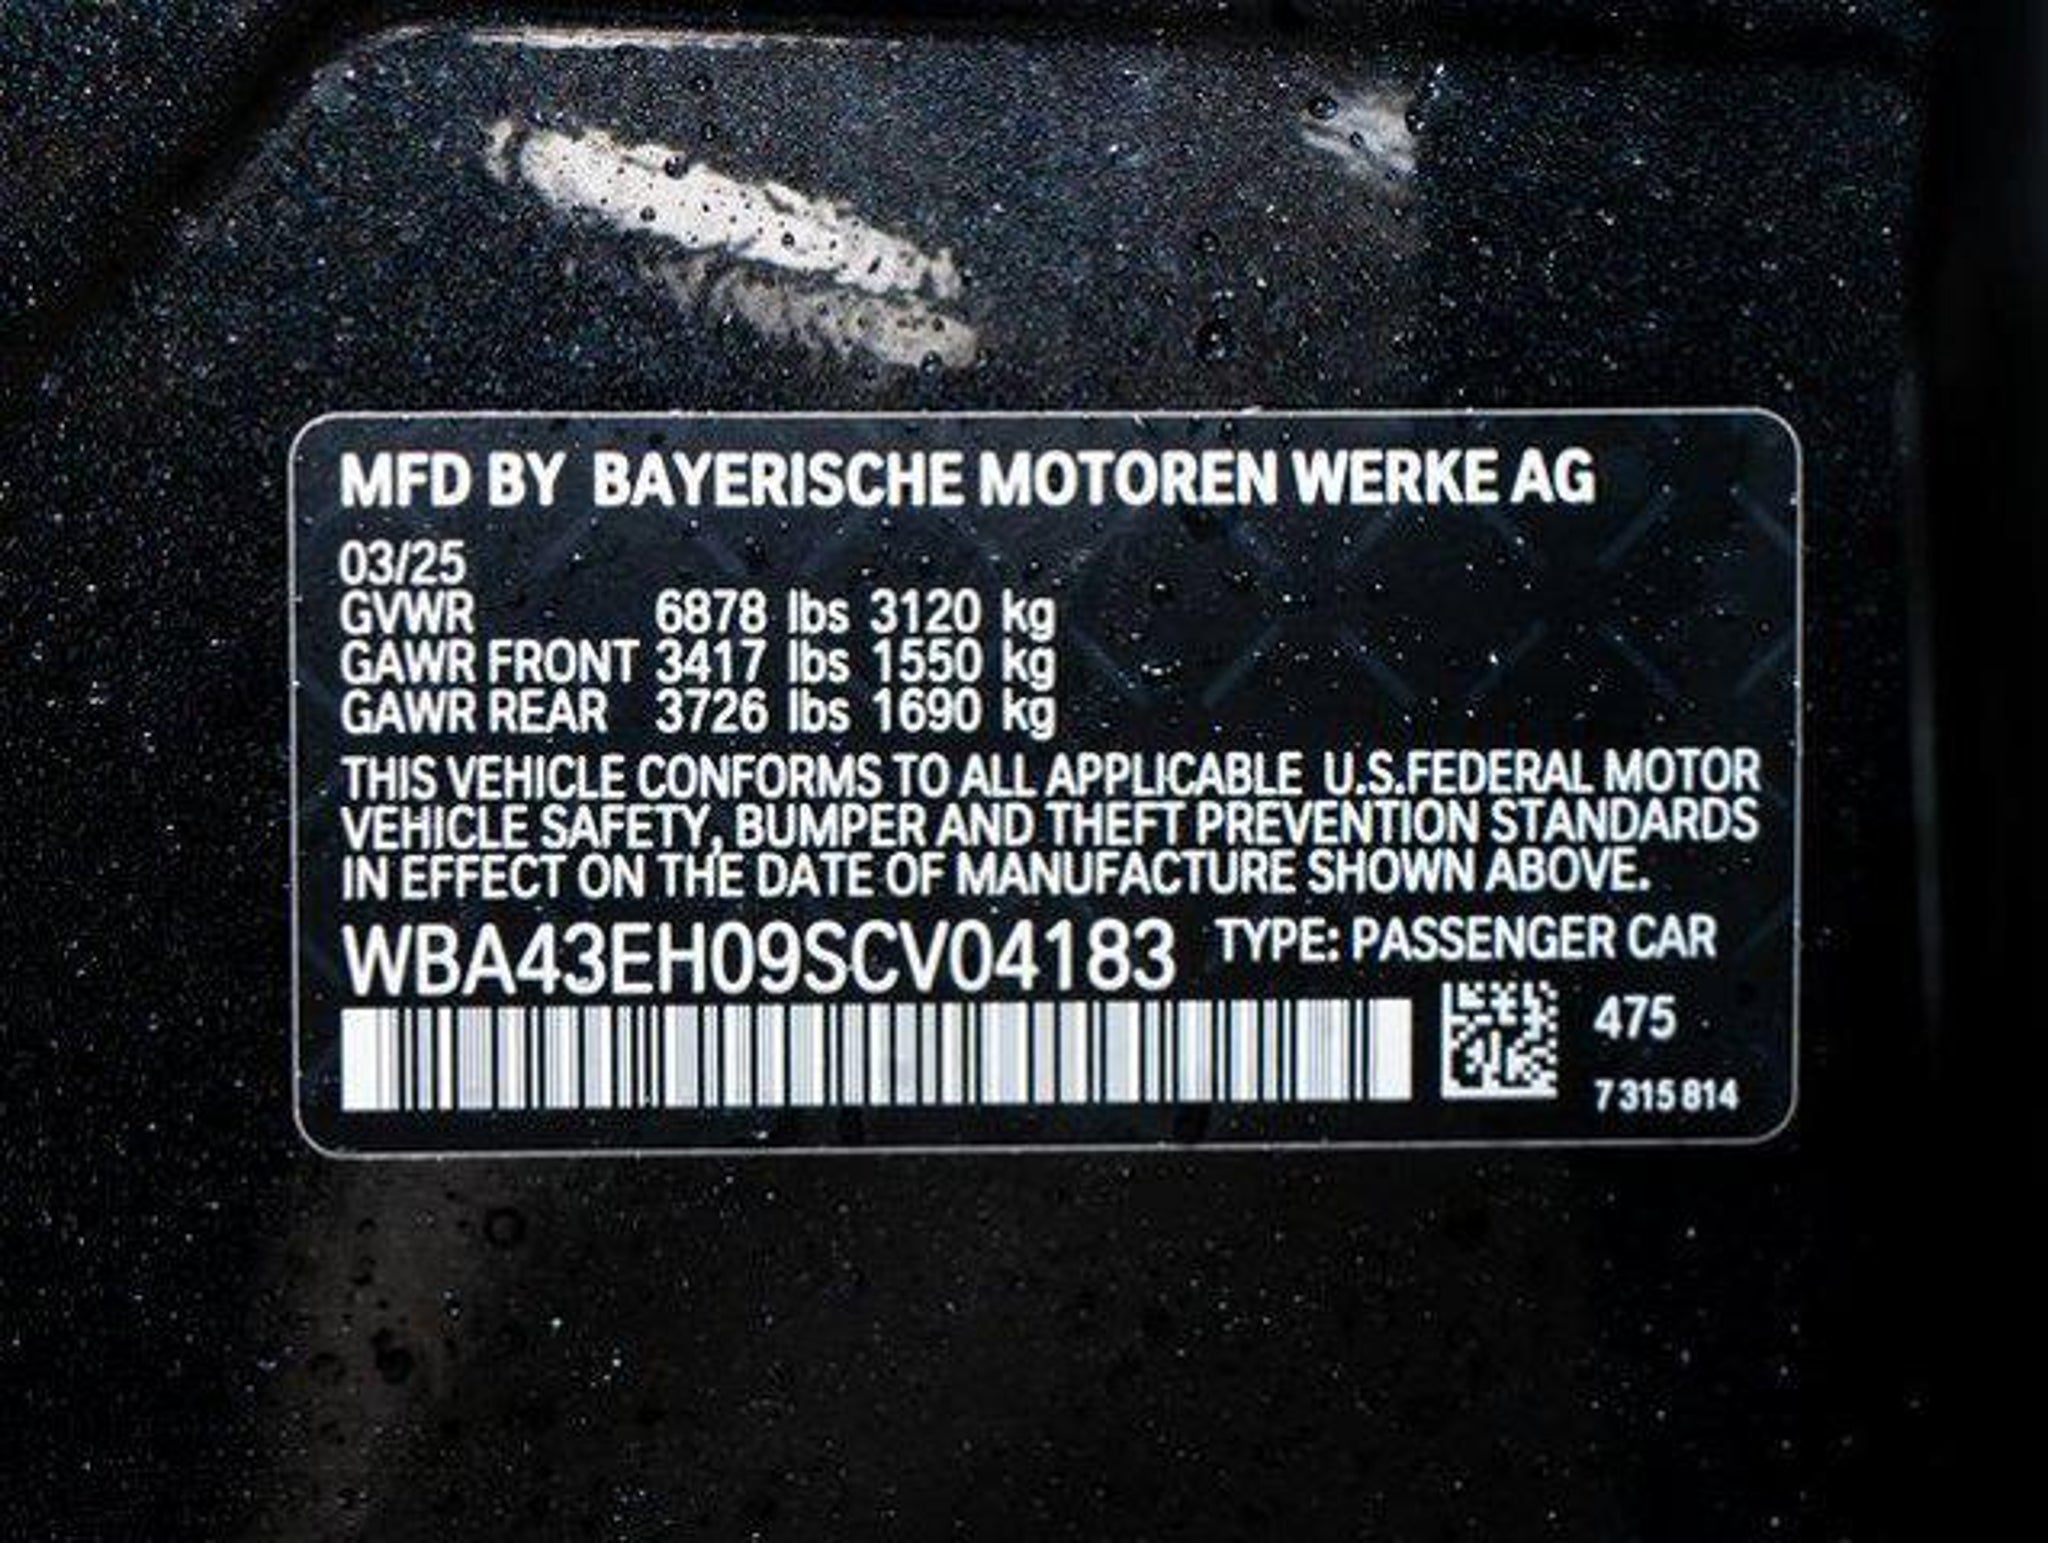 MFD BY BAYERISCHE MOTOREN WERKE AG
03/25
GVWR 6878 lbs 3120 kg
GAWR FRONT 3417 lbs 1550 kg
GAWR REAR 3726 lbs 1690 kg
THIS VEHICLE CONFORMS TO ALL APPLICABLE U.S.FEDERAL MOTOR
VEHICLE SAFETY, BUMPER AND THEFT PREVENTION STANDARDS
IN EFFECT ON THE DATE OF MANUFACTURE SHOWN ABOVE.
WBA43EH09SCV04183 TYPE: PASSENGER CAR
475
7 315 814